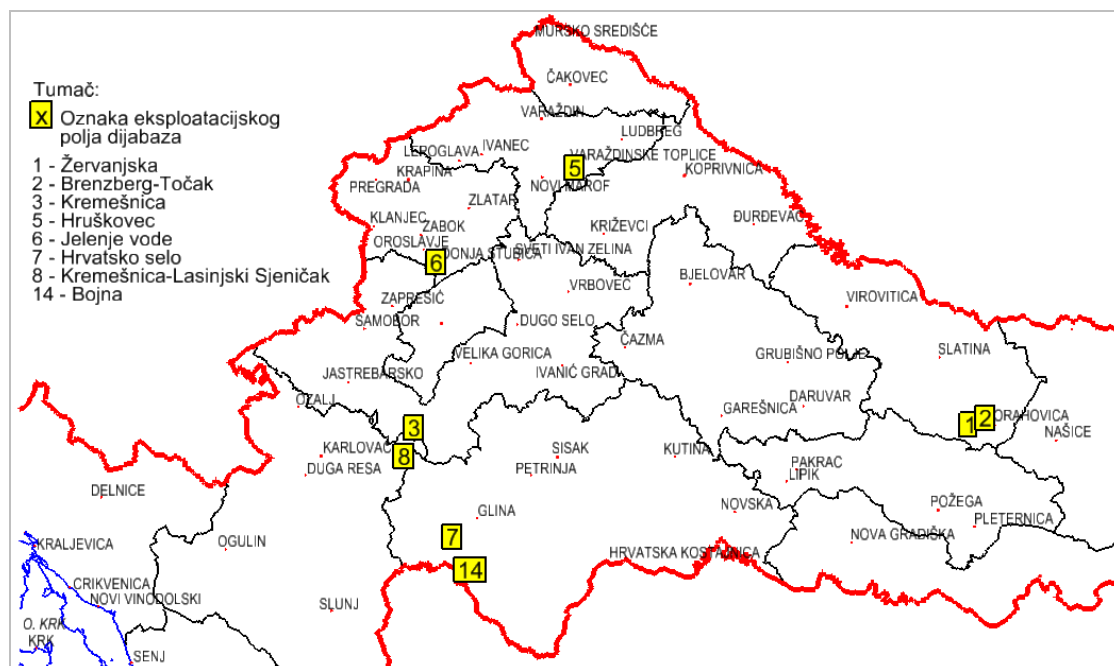 MURSKO SREDIŠĆE
ČAKOVEC
Tumač:
X Oznaka eksploatacijskog
polja dijabaza
1 - Žervanjska
2 - Brenzberg-Točak
3 - Kremešnica
5 - Hruškovec
6 - Jelenje vode
7 - Hrvatsko selo
8 - Kremešnica-Lasinjski Sjeničak
14 - Bojna
VARAŽDIN
LUDBREG
IVANEC
LEPOGLAVA
VARAŽDINSKE TOPLICE
5
KRAPINA
KOPRIVNICA
PREGRADA
NOVI MAROF
ZLATAR
KLANJEC
ĐURĐEVAC
ZABOK
KRIŽEVCI
OROSLAVJE
DONJA STUBICA
SVETI IVAN ZELINA
6
BJELOVAR
VRBOVEC
VIROVITICA
ZAPREŠIĆ
SAMOBOR
DUGO SELO
ČAZMA
SLATINA
VELIKA GORICA
GRUBIŠNO POLJE
IVANIĆ GRAD
JASTREBARSKO
OZALJ
DARUVAR
GAREŠNICA
ORAHOVICA
1
2
3
NAŠICE
KARLOVAC
8
SISAK
KUTINA
DUGA RESA
PETRINJA
PAKRAC
LIPIK
DELNICE
POŽEGA
NOVSKA
GLINA
PLETERNICA
7
NOVA GRADIŠKA
OGULIN
KRALJEVICA
HRVATSKA KOSTAJNICA
14
CRIKVENICA
NOVI VINODOLSKI
SLUNJ
O. KRK
KRK
SENJ